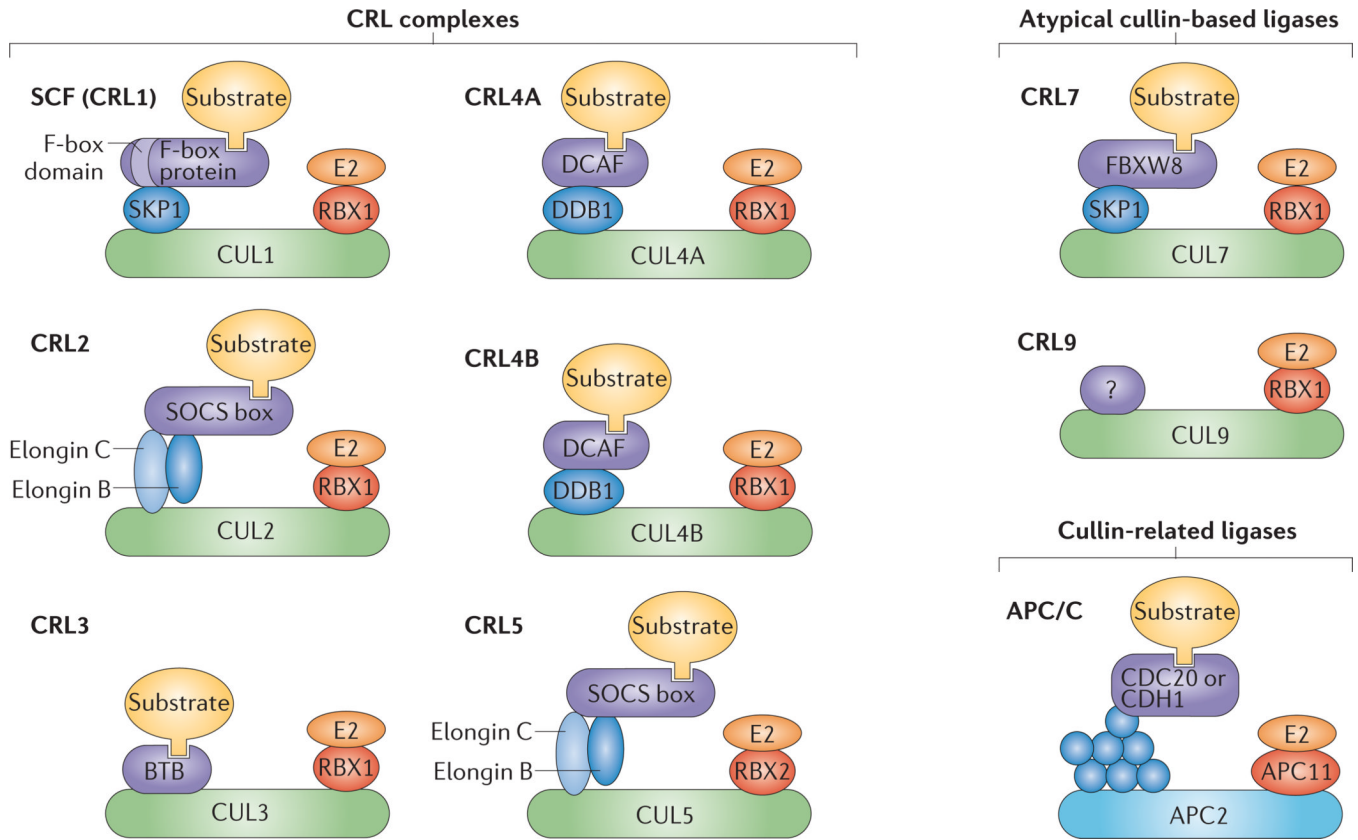 CRL complexes
SCF (CRL1)
Substrate
F-box
domain
F-box
protein
SKP1
E2
RBX1
CUL1
CRL4A
Substrate
DCAF
DDB1
E2
RBX1
CUL4A
CRL2
Substrate
SOCS box
Elongin C
Elongin B
E2
RBX1
CUL2
CRL4B
Substrate
DCAF
DDB1
E2
RBX1
CUL4B
CRL3
Substrate
BTB
E2
RBX1
CUL3
CRL5
Substrate
SOCS box
Elongin C
Elongin B
E2
RBX2
CUL5
Atypical cullin-based ligases
CRL7
Substrate
FBXW8
SKP1
E2
RBX1
CUL7
CRL9
?
E2
RBX1
CUL9
Cullin-related ligases
APC/C
Substrate
CDC20 or
CDH1
E2
APC11
APC2